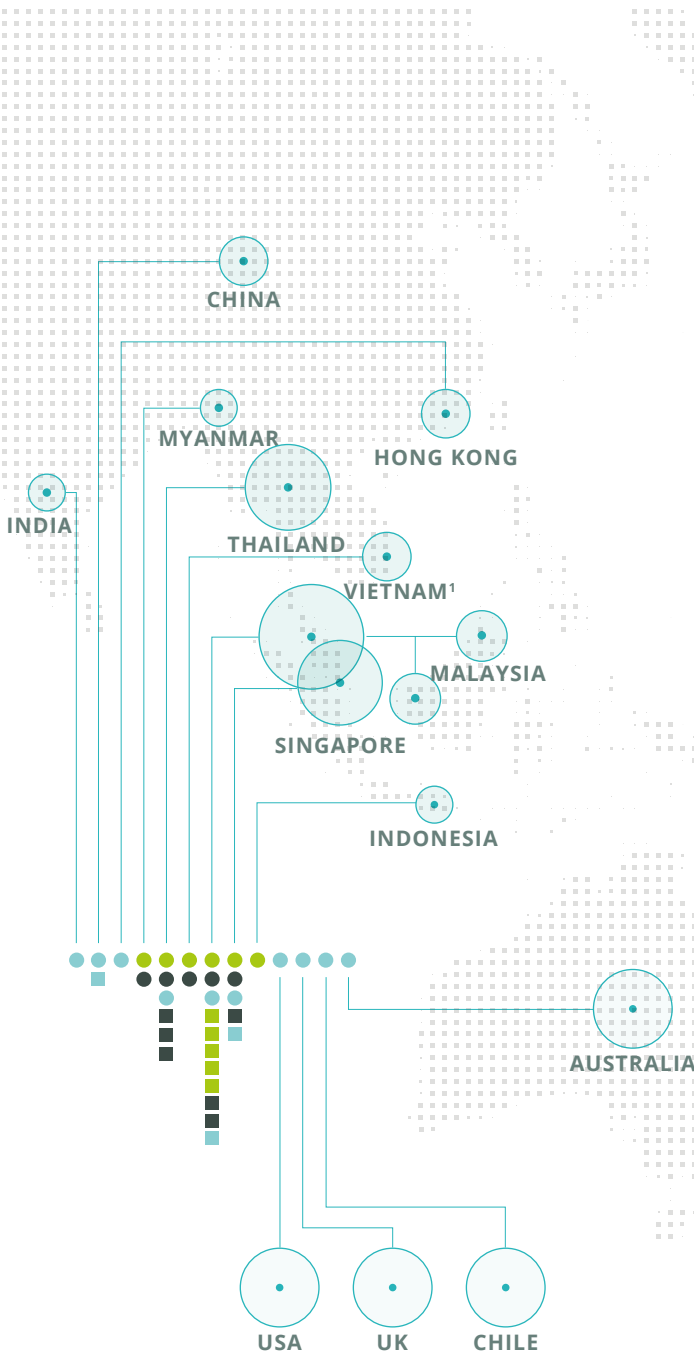 CHINA
MYANMAR
HONG KONG
INDIA
THAILAND
VIETNAM¹
MALAYSIA
SINGAPORE
INDONESIA
AUSTRALIA
USA
UK
CHILE